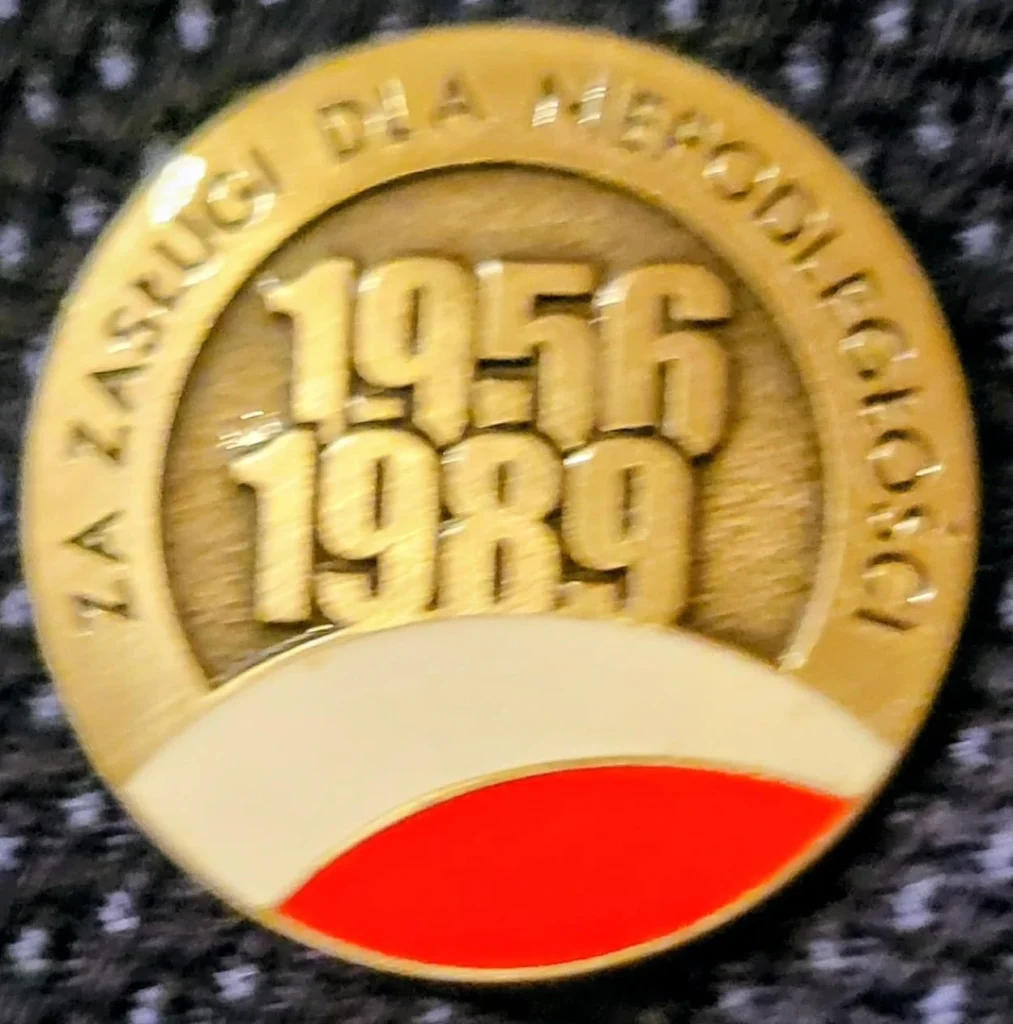 ZA ZASŁUGI DLA NIEPODLEGŁOŚCI
1956
1989